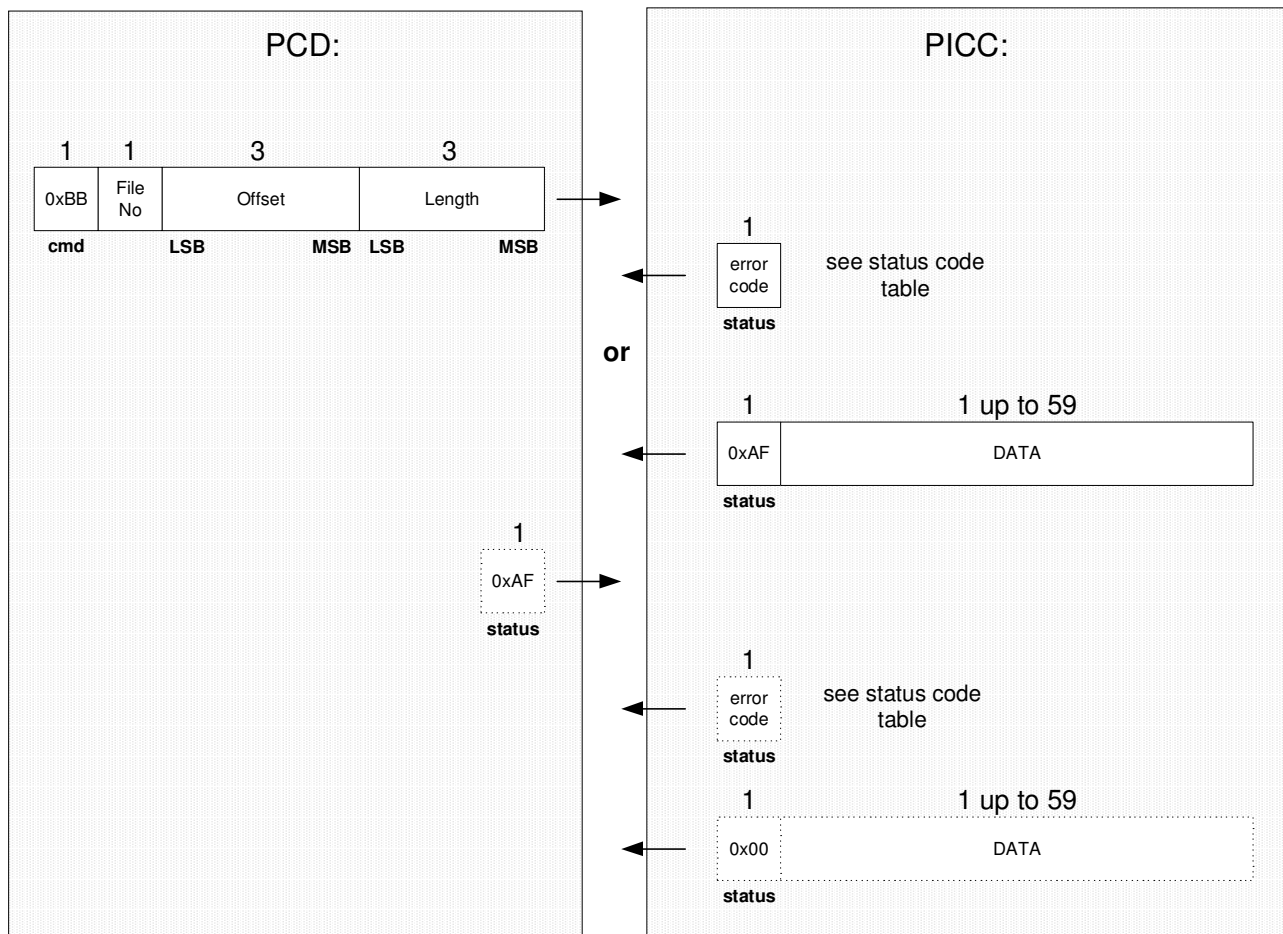 PCD:
PICC:
1 1 3 3
0xBB File No Offset Length
cmd LSB MSB LSB MSB
1
error code
see status code table
status
or
1 1 up to 59
0xAF DATA
status
1
0xAF
status
1
error code
see status code table
status
1 1 up to 59
0x00 DATA
status